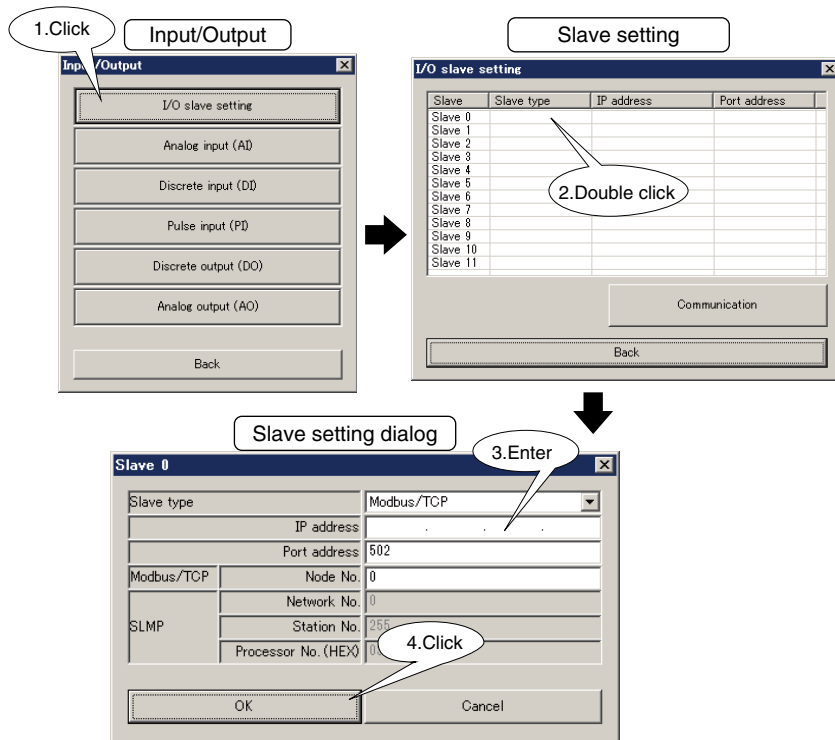 1.Click
Input/Output
Slave setting
Input/Output
I/O slave setting
Analog input (AI)
Discrete input (DI)
Pulse input (PI)
Discrete output (DO)
Analog output (AO)
Back
I/O slave setting
Slave Slave type IP address Port address
Slave 0
Slave 1
Slave 2
Slave 3
Slave 4
Slave 5
Slave 6
Slave 7
Slave 8
Slave 9
Slave 10
Slave 11
2.Double click
Communication
Back
Slave setting dialog
3.Enter
Slave 0
Slave type Modbus/TCP
IP address . . .
Port address 502
Modbus/TCP Node No. 0
Network No. 0
SLMP Station No. 255
Processor No.(HEX)
4.Click
OK Cancel